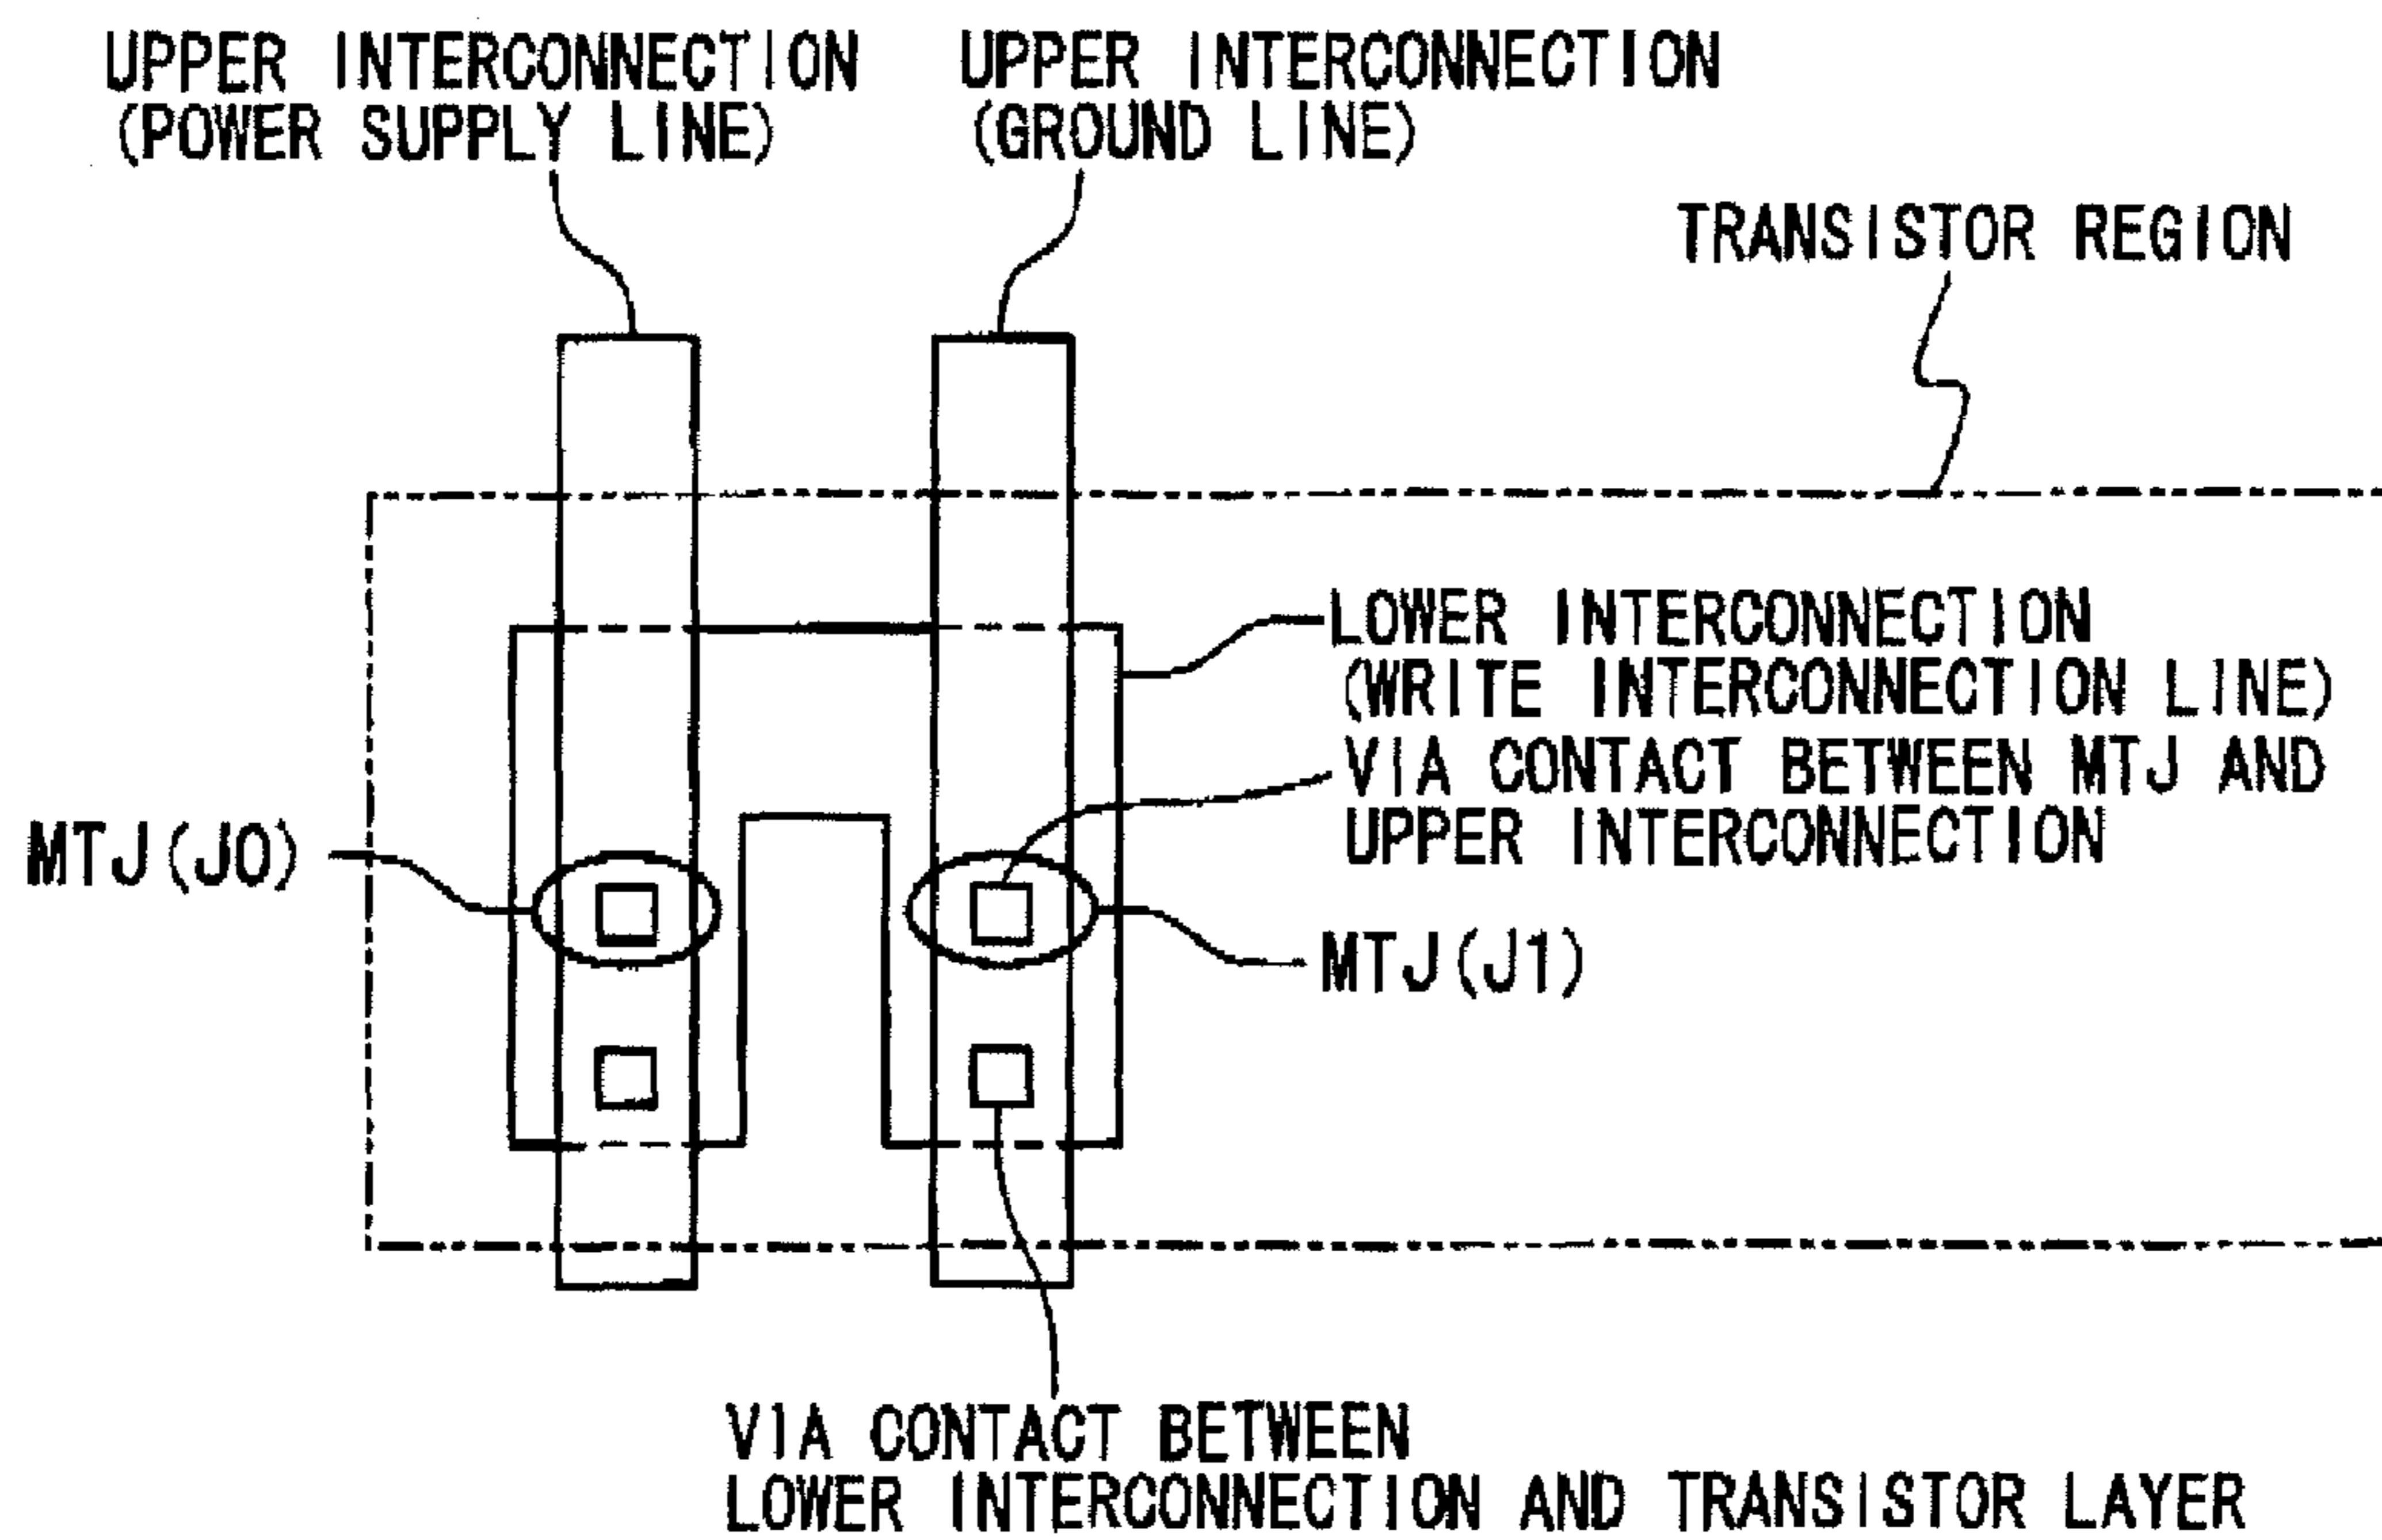 UPPER INTERCONNECTION
(POWER SUPPLY LINE)
UPPER INTERCONNECTION
(GROUND LINE)
TRANSISTOR REGION
LOWER INTERCONNECTION
(WRITE INTERCONNECTION LINE)
VIA CONTACT BETWEEN MTJ AND
UPPER INTERCONNECTION
MTJ(J0)
MTJ(J1)
VIA CONTACT BETWEEN
LOWER INTERCONNECTION AND TRANSISTOR LAYER